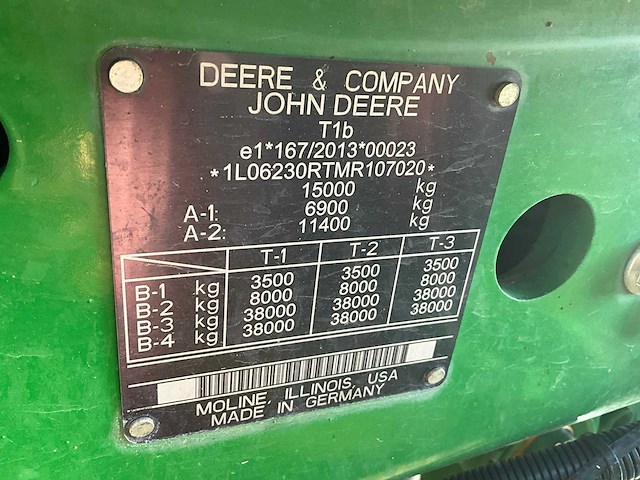 DEERE & COMPANY
JOHN DEERE
T1b
e1*167/2013*00023
*1L06230RTMR107020*
15000 kg
A-1: 6900 kg
A-2: 11400 kg
T-1 T-2 T-3
B-1 kg 3500 3500 3500
B-2 kg 8000 8000 8000
B-3 kg 38000 38000 38000
B-4 kg 38000 38000 38000
MOLINE, ILLINOIS, USA
MADE IN GERMANY